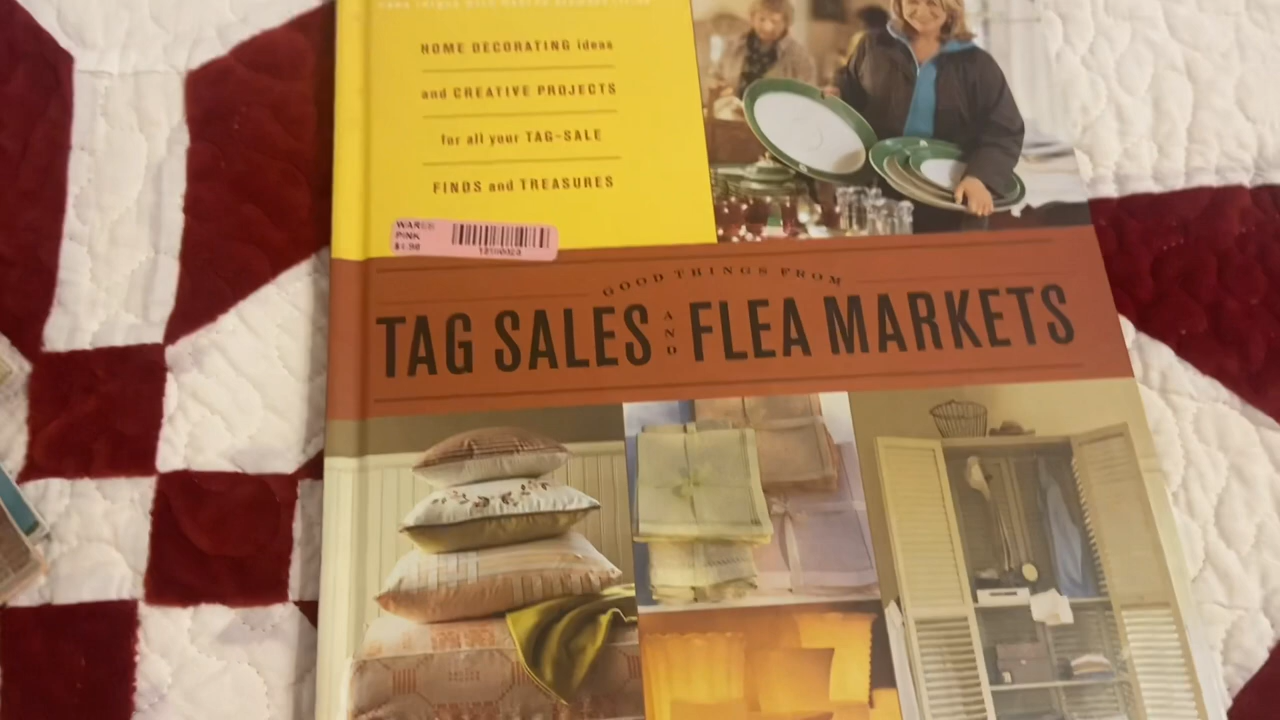 HOME DECORATING ideas
and CREATIVE PROJECTS
for all your TAG-SALE
FINDS and TREASURES
PINK
GOOD THINGS FROM
TAG SALES AND FLEA MARKETS